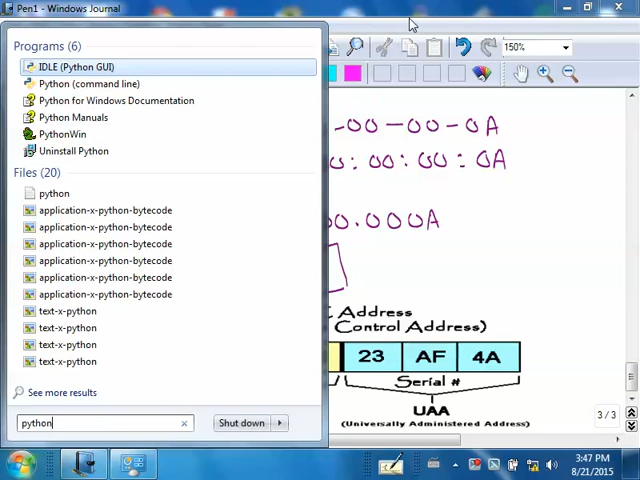 Pen1 - Windows Journal
Programs (6)
IDLE (Python GUI)
Python (command line)
Python for Windows Documentation
Python Manuals
PythonWin
Uninstall Python
Files (20)
python
application-x-python-bytecode
application-x-python-bytecode
application-x-python-bytecode
application-x-python-bytecode
application-x-python-bytecode
application-x-python-bytecode
text-x-python
text-x-python
text-x-python
text-x-python
See more results
python
Shut down
150%
-00-00-0A
00:00:00:0A
00.000A
Address
Control Address)
23 AF 4A
Serial #
UAA
(Universally Administered Address)
3 / 3
3:47 PM
8/21/2015